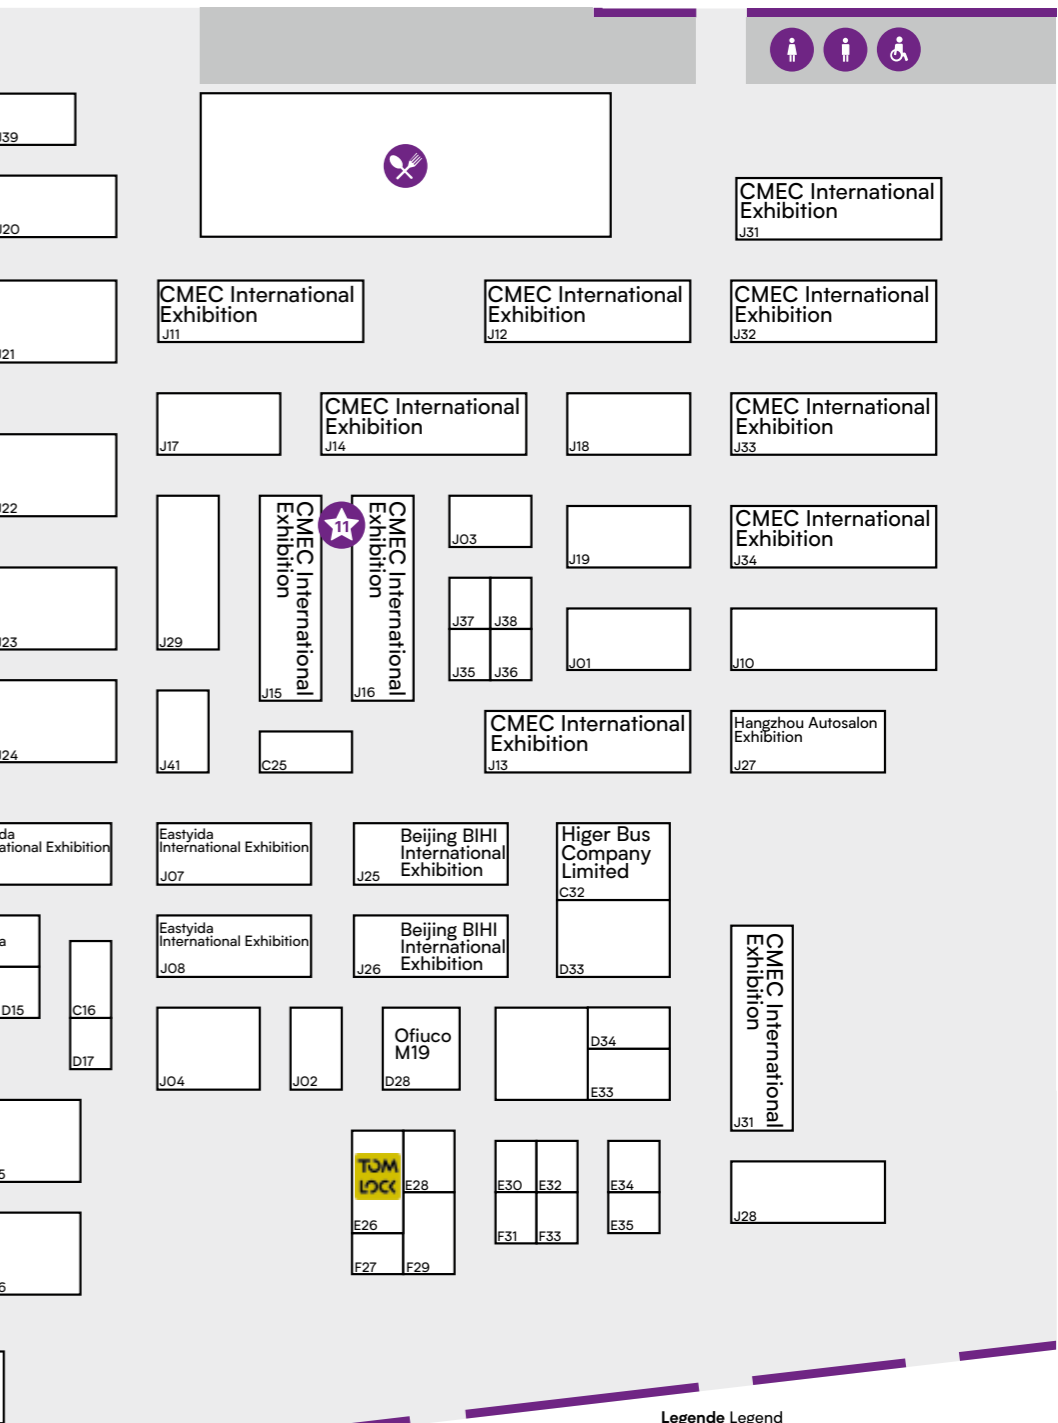 J39
CMEC International
Exhibition
J31
J20
CMEC International
Exhibition
J11
CMEC International
Exhibition
J12
CMEC International
Exhibition
J32
J21
J17
CMEC International
Exhibition
J14
J18
CMEC International
Exhibition
J33
J22
J29
CMEC International
Exhibition
J15
11
CMEC International
Exhibition
J16
J03
J19
CMEC International
Exhibition
J34
J37
J38
J35
J36
J01
J10
J23
J24
J41
C25
CMEC International
Exhibition
J13
Hangzhou Autosalon
Exhibition
J27
da
ational Exhibition
Eastyida
International Exhibition
J07
Beijing BIHI
International
Exhibition
J25
Higer Bus
Company
Limited
C32
a
Eastyida
International Exhibition
J08
Beijing BIHI
International
Exhibition
J26
D33
CMEC International
Exhibition
J31
D15
C16
D17
J04
J02
Ofiuco
M19
D28
D34
E33
5
TOM
LOCK
E26
E28
F27
F29
E30
E32
F31
F33
E34
E35
J28
6
Legende Legend